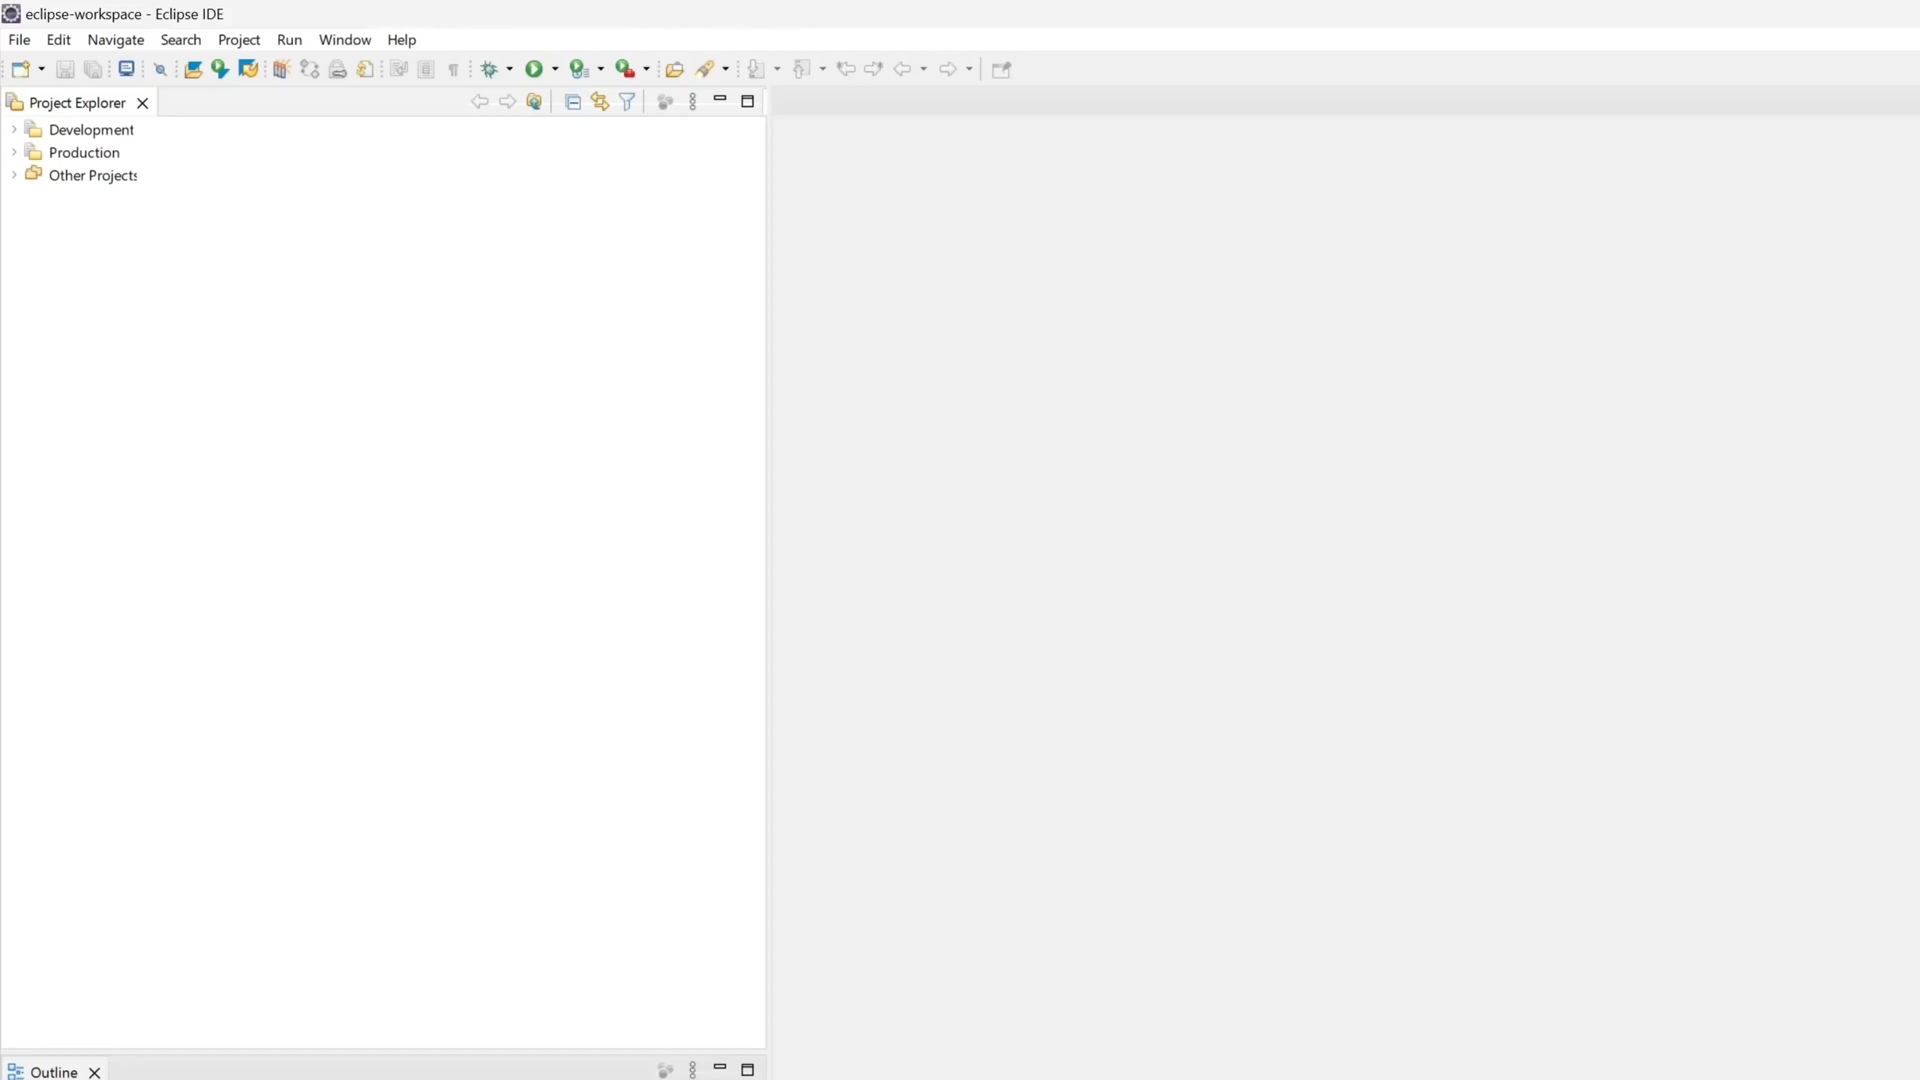 eclipse-workspace - Eclipse IDE
File Edit Navigate Search Project Run Window Help
Project Explorer
Development
Production
Other Projects
Outline